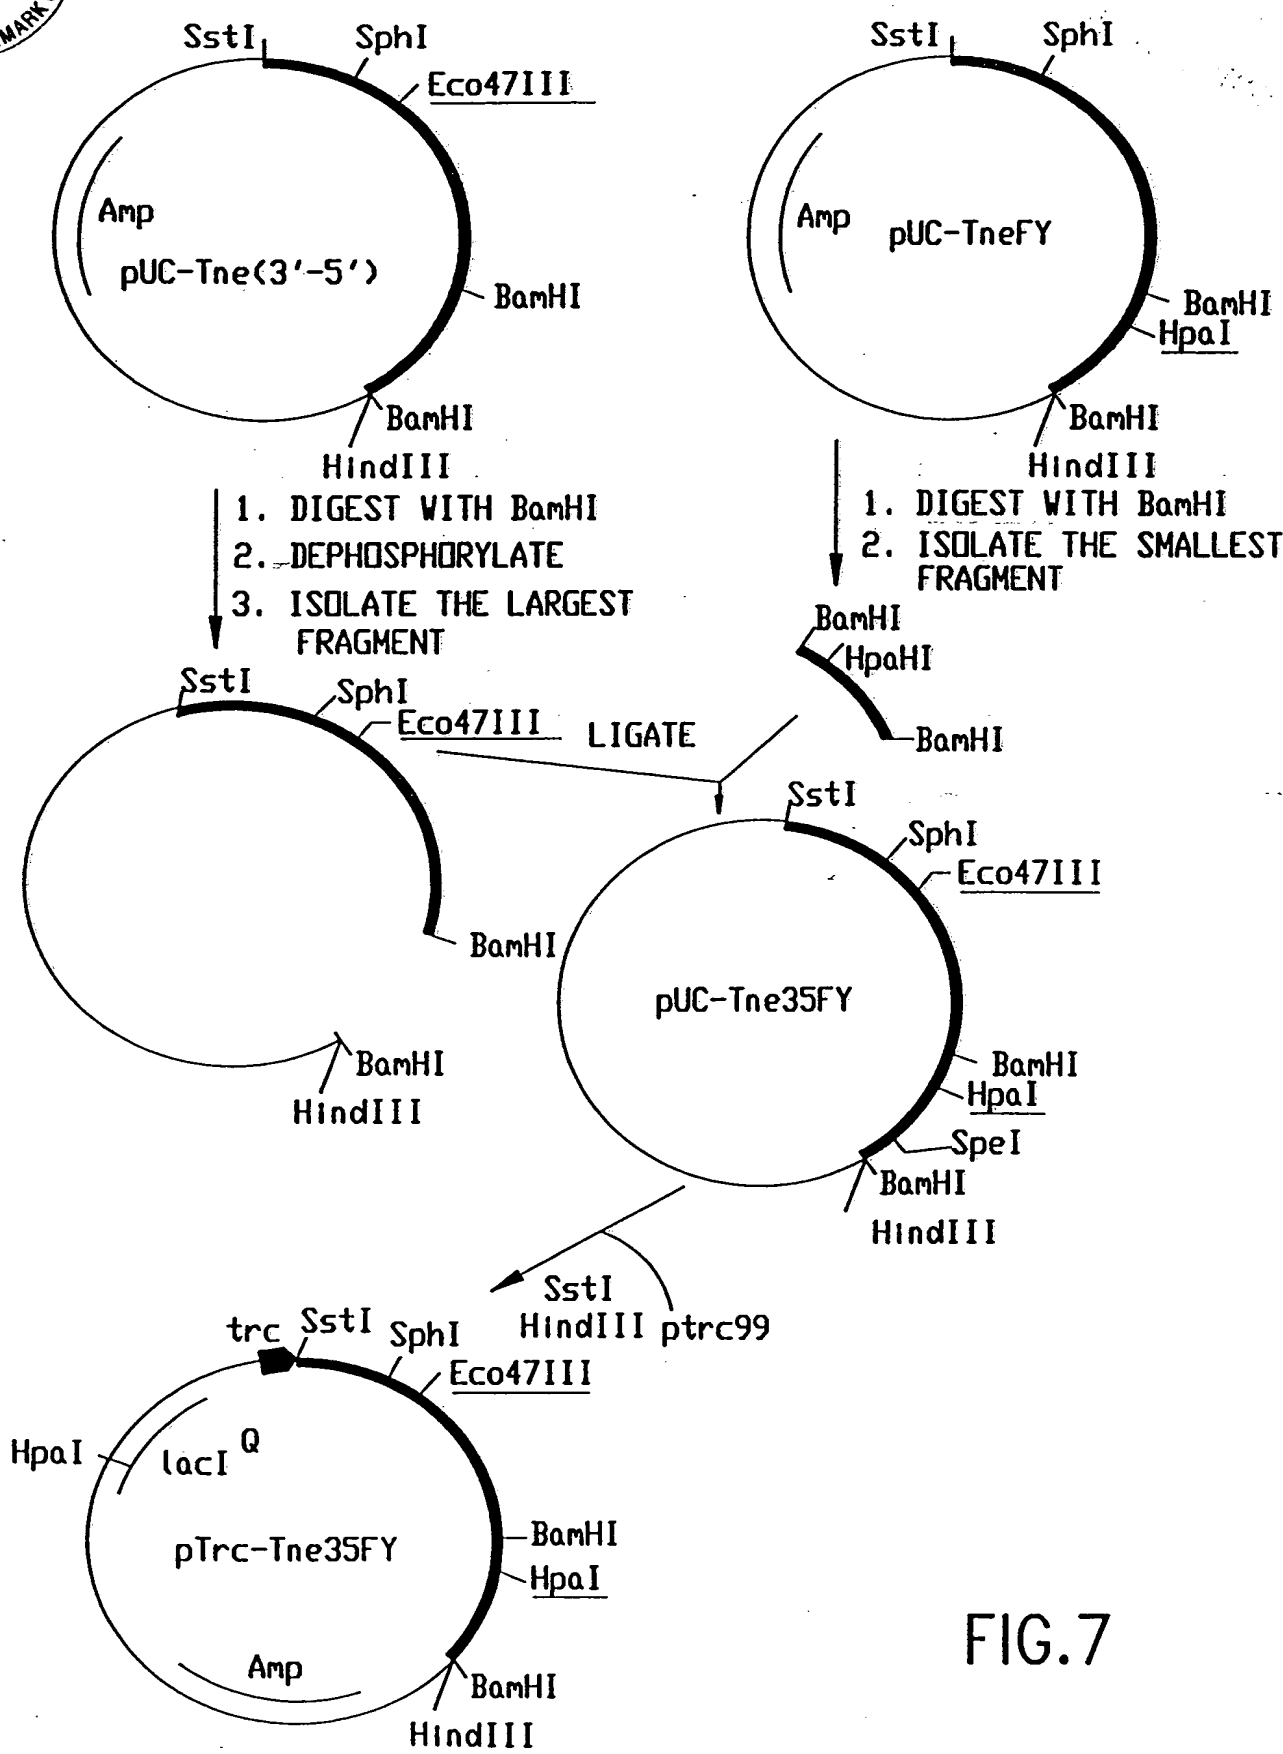 MARK
SstI
SphI
Eco47III
Amp
pUC-Tne(3'-5')
BamHI
BamHI
HindIII
SstI
SphI
Amp
pUC-TneFY
BamHI
HpaI
BamHI
HindIII
1. DIGEST WITH BamHI
2. DEPHOSPHORYLATE
3. ISOLATE THE LARGEST
FRAGMENT
1. DIGEST WITH BamHI
2. ISOLATE THE SMALLEST
FRAGMENT
BamHI
HpaHI
BamHI
SstI
SphI
Eco47III
LIGATE
BamHI
BamHI
HindIII
SstI
SphI
Eco47III
pUC-Tne35FY
BamHI
HpaI
SpeI
BamHI
HindIII
SstI
HindIII ptrc99
trc
SstI
SphI
Eco47III
HpaI
lacI Q
pTrc-Tne35FY
BamHI
HpaI
Amp
BamHI
HindIII
FIG.7